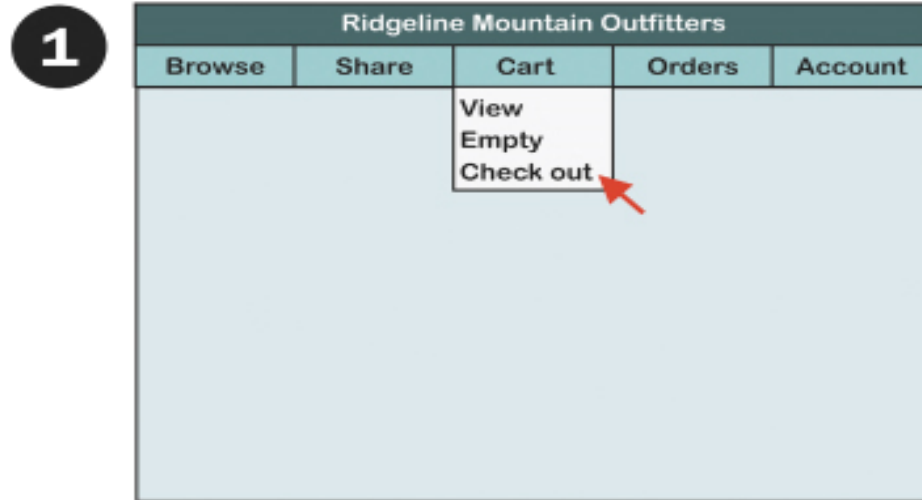 1
Ridgeline Mountain Outfitters
Browse Share Cart Orders Account
View
Empty
Check out